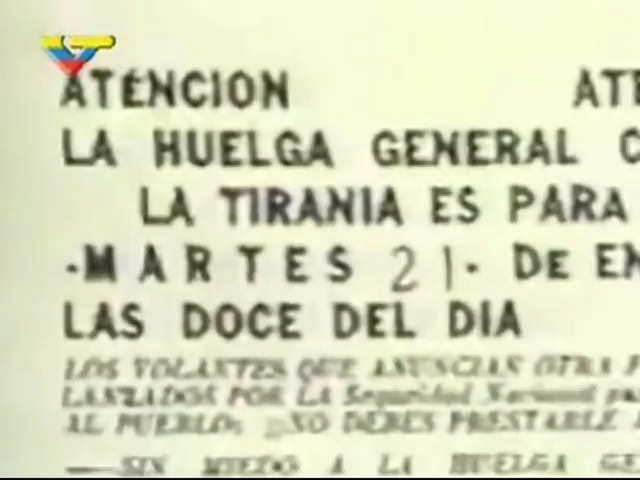 ATENCION ATE
LA HUELGA GENERAL C
LA TIRANIA ES PARA
-MARTES 21- DE EN
LAS DOCE DEL DIA
LOS VOLANTES QUE ANUNCIAN OTRA F
LANZADOS POR LA Seguridad Nacional pa
AL PUEBLO; ¡NO DEBES PRESTARLE A
—SIN MIEDO A LA HUELGA GE